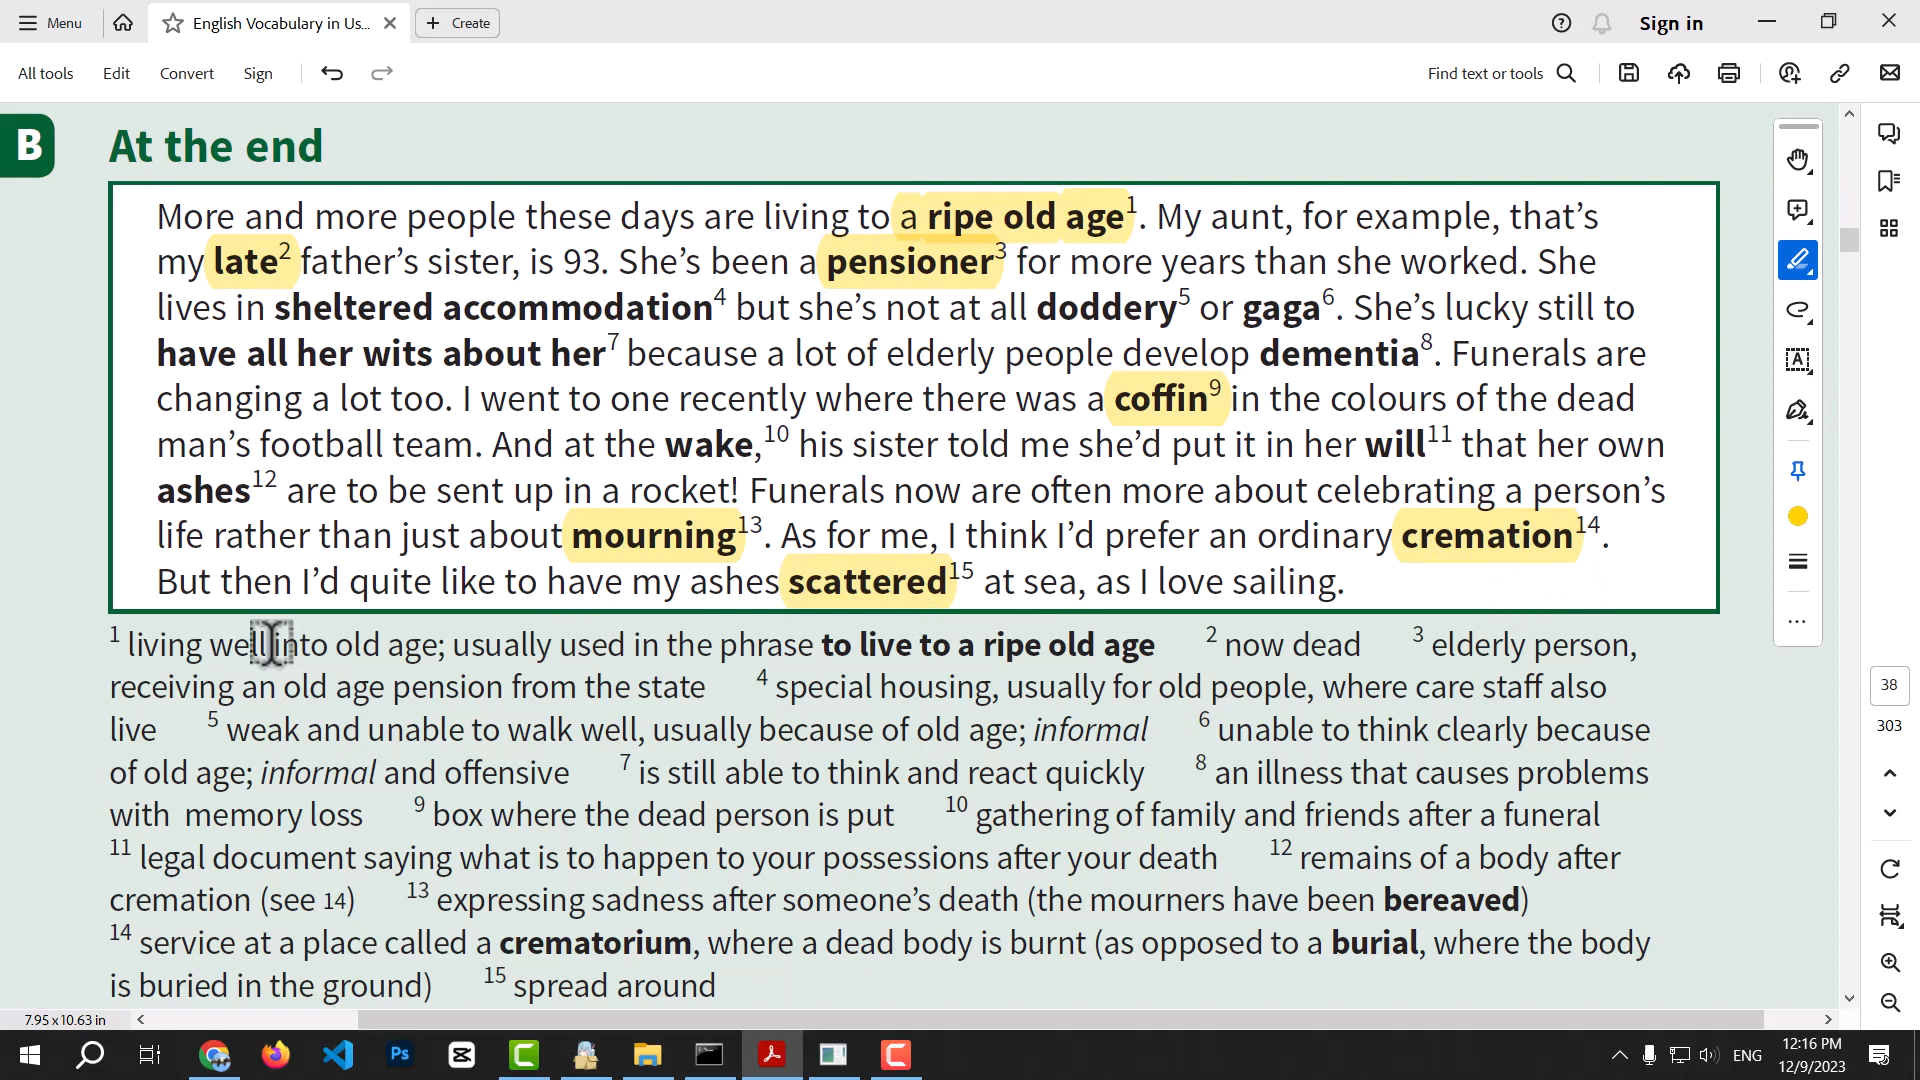 Menu
English Vocabulary in Us...
Create
Sign in
All tools
Edit
Convert
Sign
Find text or tools
B
At the end
More and more people these days are living to a ripe old age1. My aunt, for example, that's
my late2 father's sister, is 93. She's been a pensioner3 for more years than she worked. She
lives in sheltered accommodation4 but she's not at all doddery5 or gaga6. She's lucky still to
have all her wits about her7 because a lot of elderly people develop dementia8. Funerals are
changing a lot too. I went to one recently where there was a coffin9 in the colours of the dead
man's football team. And at the wake,10 his sister told me she'd put it in her will11 that her own
ashes12 are to be sent up in a rocket! Funerals now are often more about celebrating a person's
life rather than just about mourning13. As for me, I think I'd prefer an ordinary cremation14.
But then I'd quite like to have my ashes scattered15 at sea, as I love sailing.
1 living well into old age; usually used in the phrase to live to a ripe old age 2 now dead 3 elderly person,
receiving an old age pension from the state 4 special housing, usually for old people, where care staff also
live 5 weak and unable to walk well, usually because of old age; informal 6 unable to think clearly because
of old age; informal and offensive 7 is still able to think and react quickly 8 an illness that causes problems
with memory loss 9 box where the dead person is put 10 gathering of family and friends after a funeral
11 legal document saying what is to happen to your possessions after your death 12 remains of a body after
cremation (see 14) 13 expressing sadness after someone's death (the mourners have been bereaved)
14 service at a place called a crematorium, where a dead body is burnt (as opposed to a burial, where the body
is buried in the ground) 15 spread around
38
303
7.95 x 10.63 in
Ps
ENG
12:16 PM
12/9/2023